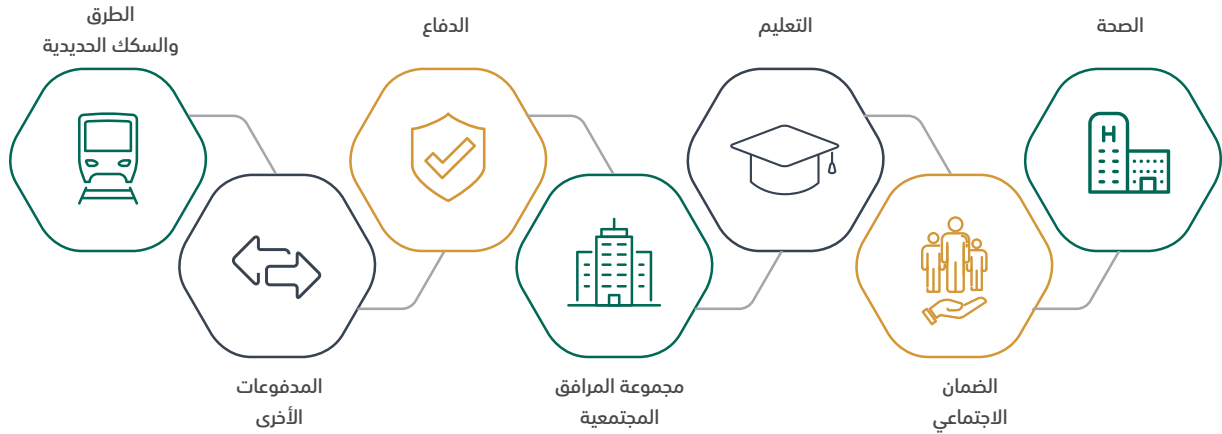 الصحة
الضمان
الاجتماعي
التعليم
مجموعة المرافق
المجتمعية
الدفاع
المدفوعات
الأخرى
الطرق
والسكك الحديدية
H